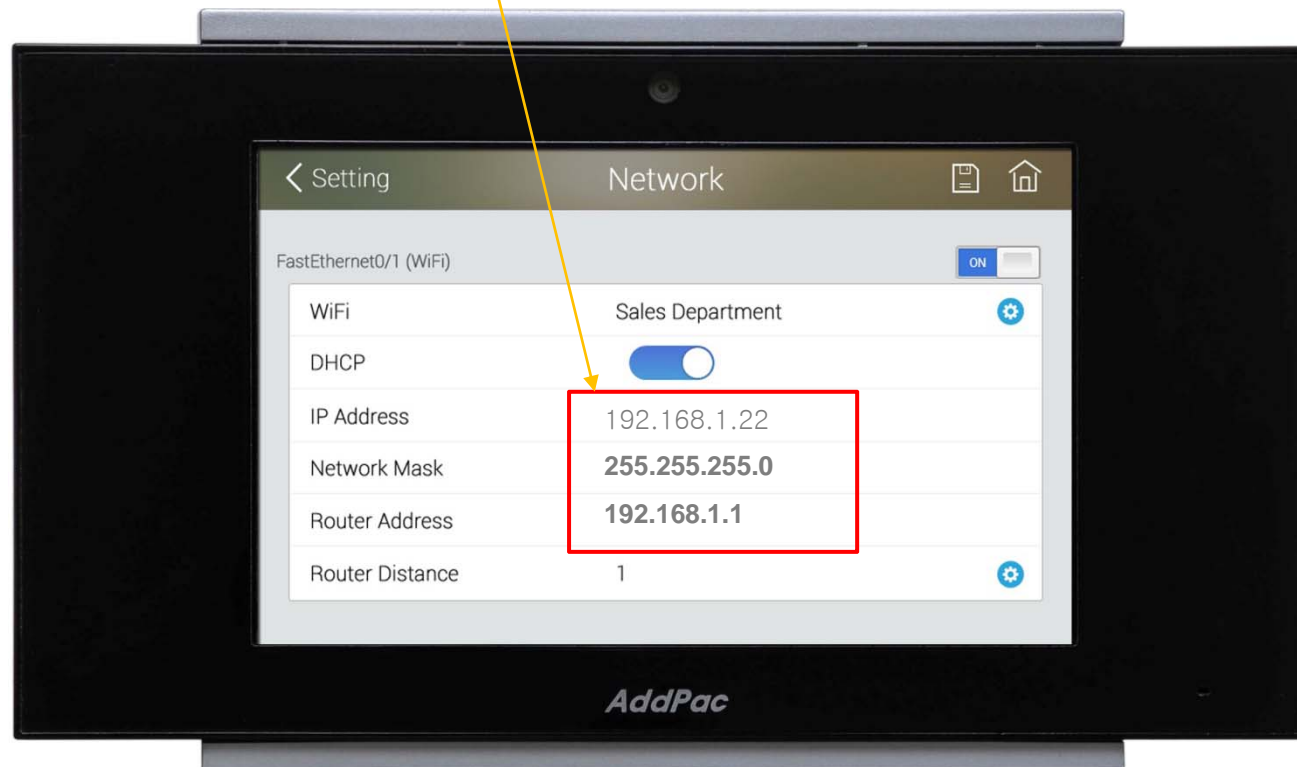 Setting Network
FastEthernet0/1 (WiFi) ON
WiFi Sales Department
DHCP
IP Address 192.168.1.22
Network Mask 255.255.255.0
Router Address 192.168.1.1
Router Distance 1
AddPac